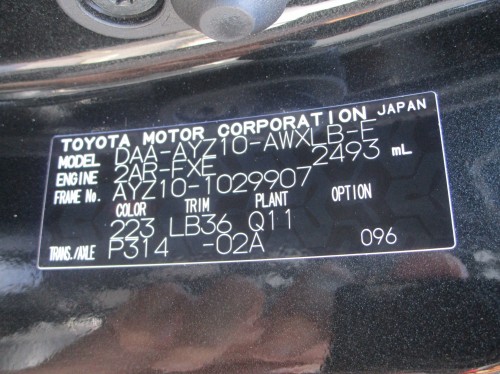 TOYOTA MOTOR CORPORATION JAPAN
MODEL DAA-AYZ10-AWXLB-F
ENGINE 2AR-FXE 2493 mL
FRAME No. AYZ10-1029907
COLOR TRIM PLANT OPTION
223 LB36 Q11
TRANS./AXLE P314 -02A 096